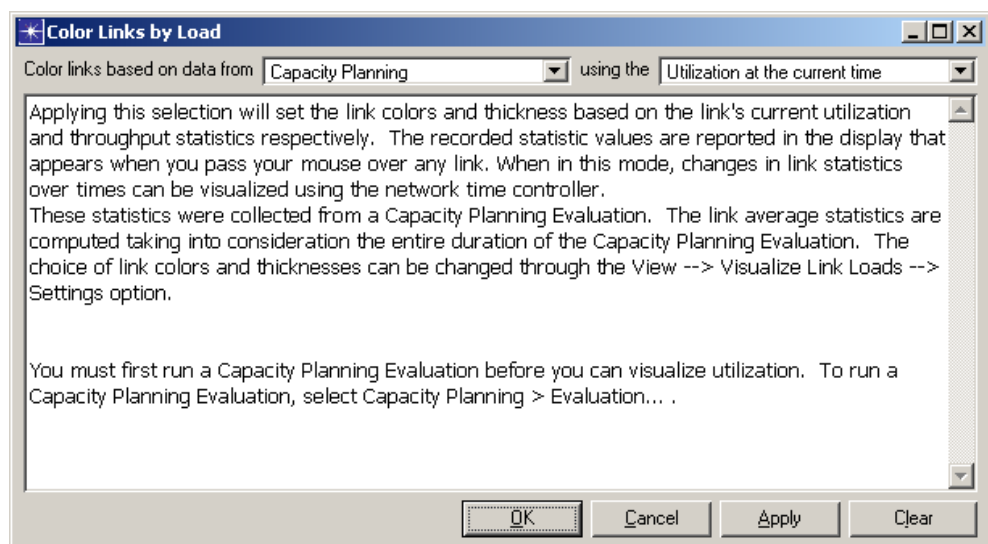 Color Links by Load
Color links based on data from Capacity Planning using the Utilization at the current time
Applying this selection will set the link colors and thickness based on the link's current utilization
and throughput statistics respectively.  The recorded statistic values are reported in the display that
appears when you pass your mouse over any link. When in this mode, changes in link statistics
over times can be visualized using the network time controller.
These statistics were collected from a Capacity Planning Evaluation.  The link average statistics are
computed taking into consideration the entire duration of the Capacity Planning Evaluation.  The
choice of link colors and thicknesses can be changed through the View --> Visualize Link Loads -->
Settings option.
You must first run a Capacity Planning Evaluation before you can visualize utilization.  To run a
Capacity Planning Evaluation, select Capacity Planning > Evaluation... .
OK Cancel Apply Clear